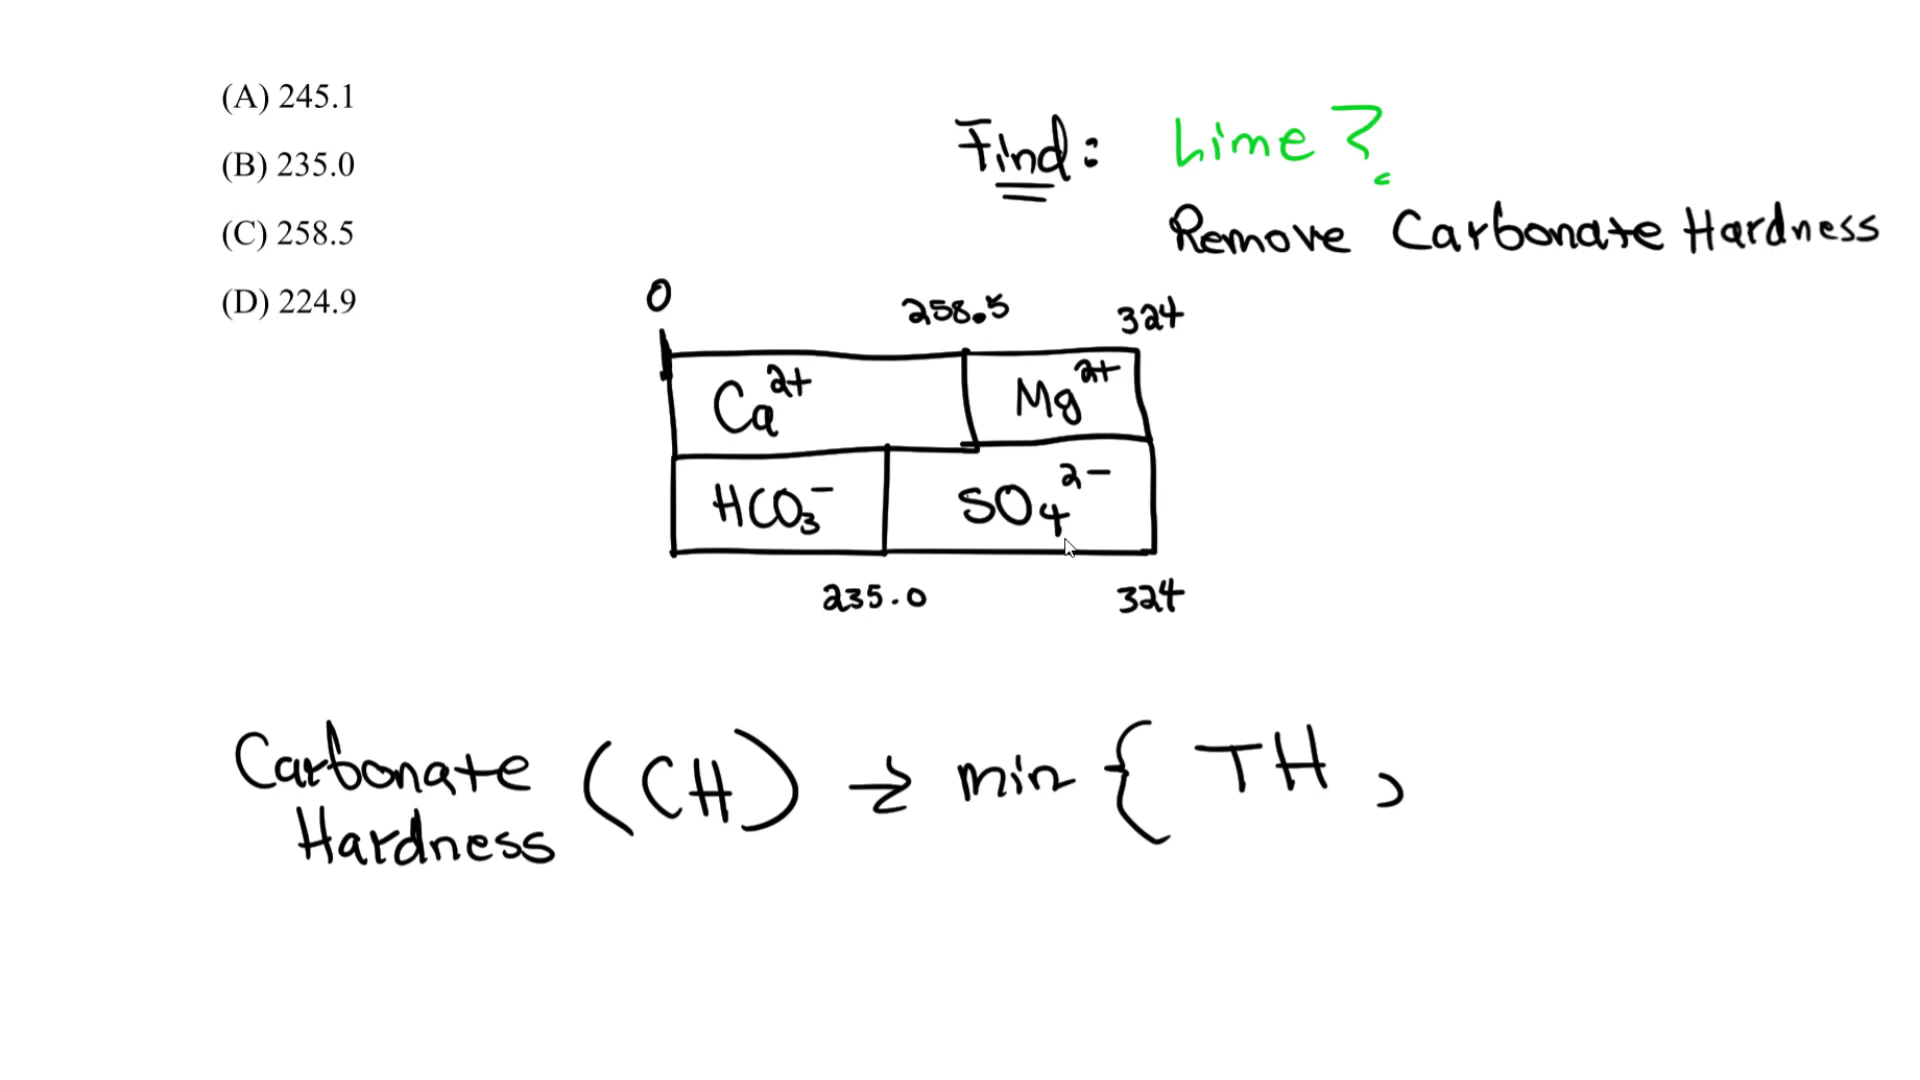 (A) 245.1
(B) 235.0
(C) 258.5
(D) 224.9
Find: Lime?
Remove Carbonate Hardness
0 258.5 324
Ca²⁺ Mg²⁺
HCO₃⁻ SO₄²⁻
235.0 324
Carbonate (CH) → min { TH ,
Hardness